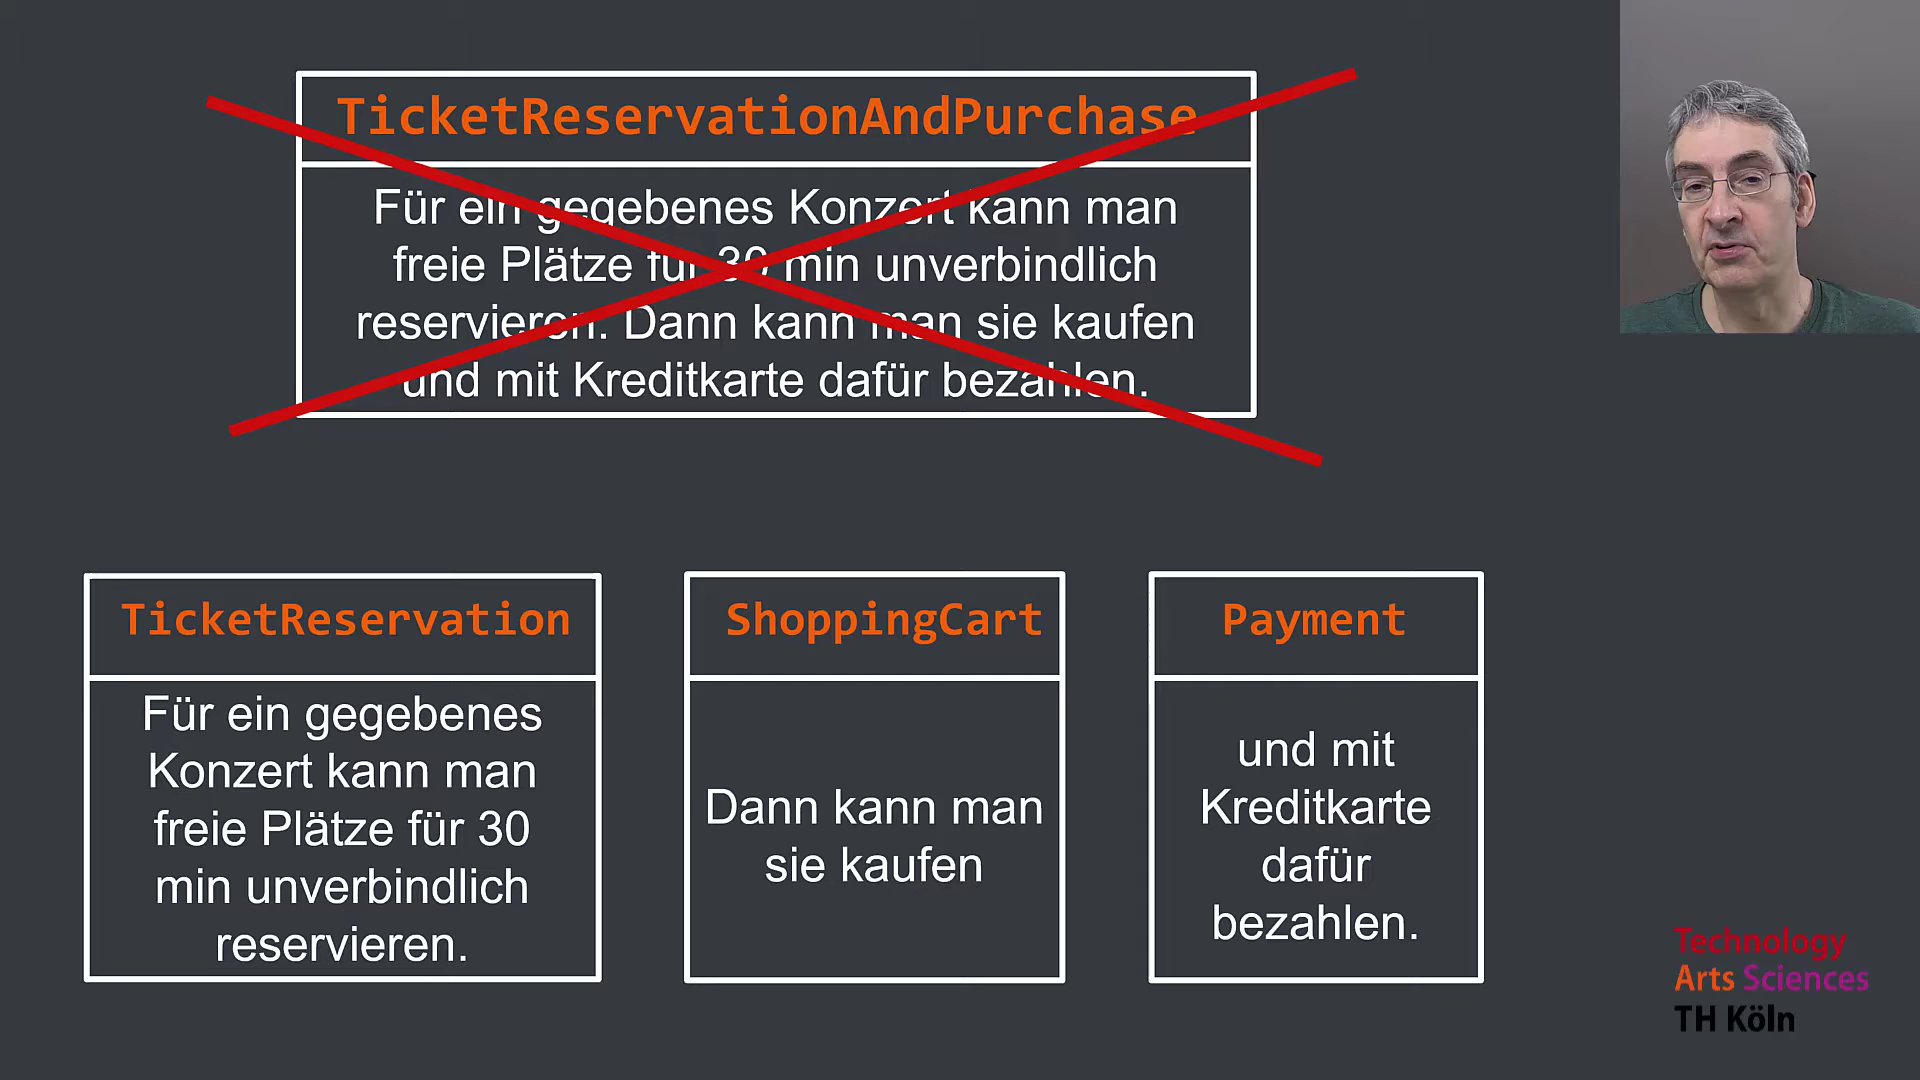 TicketReservationAndPurchase
Für ein gegebenes Konzert kann man
freie Plätze für 30 min unverbindlich
reservieren. Dann kann man sie kaufen
und mit Kreditkarte dafür bezahlen.
TicketReservation
Für ein gegebenes
Konzert kann man
freie Plätze für 30
min unverbindlich
reservieren.
ShoppingCart
Dann kann man
sie kaufen
Payment
und mit
Kreditkarte
dafür
bezahlen.
Technology
Arts Sciences
TH Köln